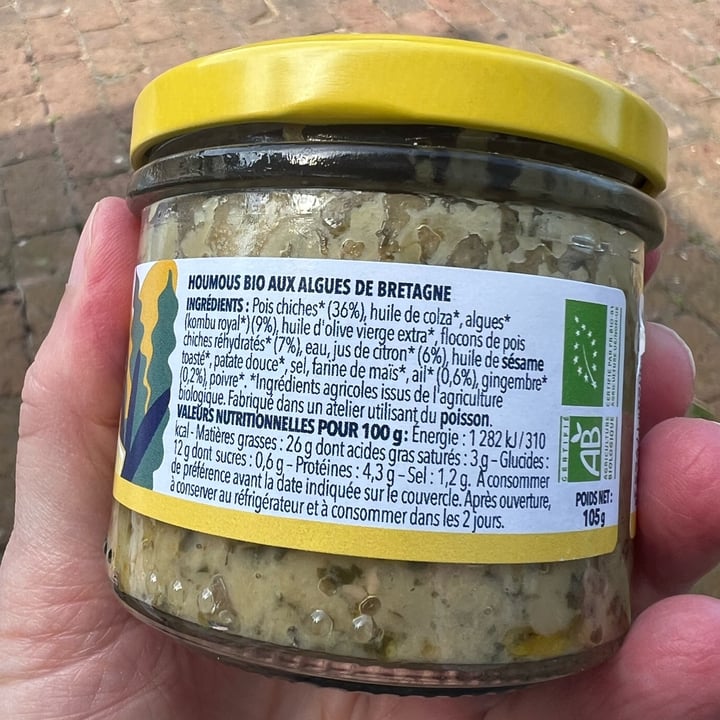 HOUMOUS BIO AUX ALGUES DE BRETAGNE
INGRÉDIENTS : Pois chiches* (36%), huile de colza*, algues*
(kombu royal*) (9%), huile d'olive vierge extra*, flocons de pois
chiches réhydratés* (7%), eau, jus de citron* (6%), huile de sésame
toasté*, patate douce*, sel, farine de maïs*, ail* (0,6%), gingembre*
(0,2%), poivre*. *Ingrédients agricoles issus de l'agriculture
biologique. Fabriqué dans un atelier utilisant du poisson.
VALEURS NUTRITIONNELLES POUR 100 g : Énergie : 1 282 kJ / 310
kcal - Matières grasses : 26 g dont acides gras saturés : 3 g - Glucides :
12 g dont sucres : 0,6 g - Protéines : 4,3 g - Sel : 1,2 g. À consommer
de préférence avant la date indiquée sur le couvercle. Après ouverture,
à conserver au réfrigérateur et à consommer dans les 2 jours.
CERTIFIÉ
AB
AGRICULTURE
BIOLOGIQUE
POIDS NET :
105 g